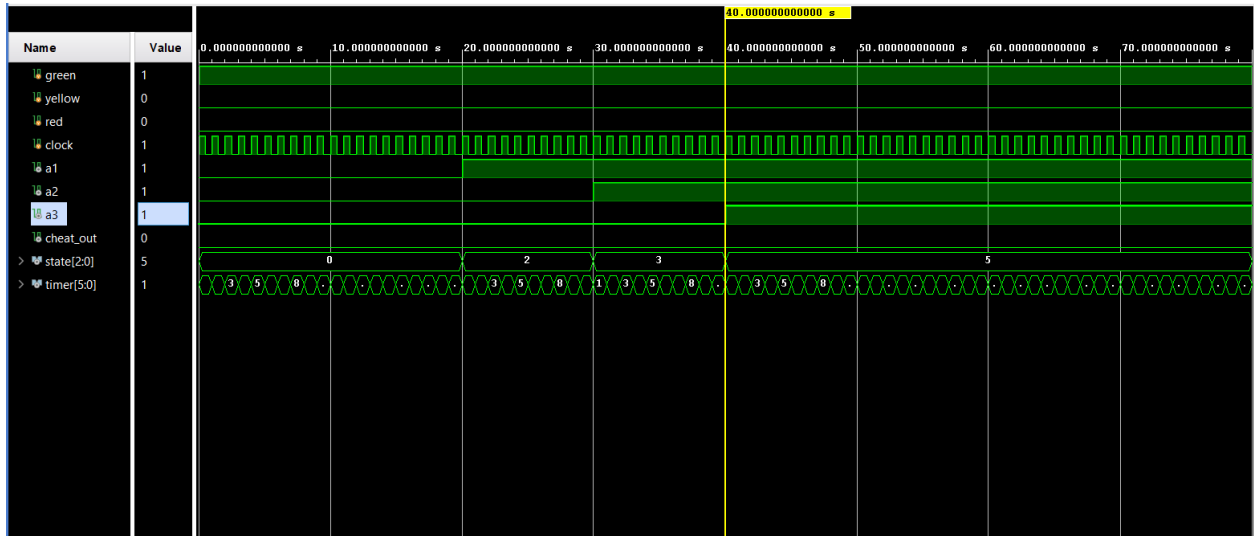 40.000000000000 s
Name Value
0.000000000000 s 10.000000000000 s 20.000000000000 s 30.000000000000 s 40.000000000000 s 50.000000000000 s 60.000000000000 s 70.000000000000 s
green 1
yellow 0
red 0
clock 1
a1 1
a2 1
a3 1
cheat_out 0
state[2:0] 5 0 2 3 5
timer[5:0] 1 3 5 8 . . . . . . 3 5 8 1 3 5 8 . 3 5 8 . . . . . . . . . . . . . . . .